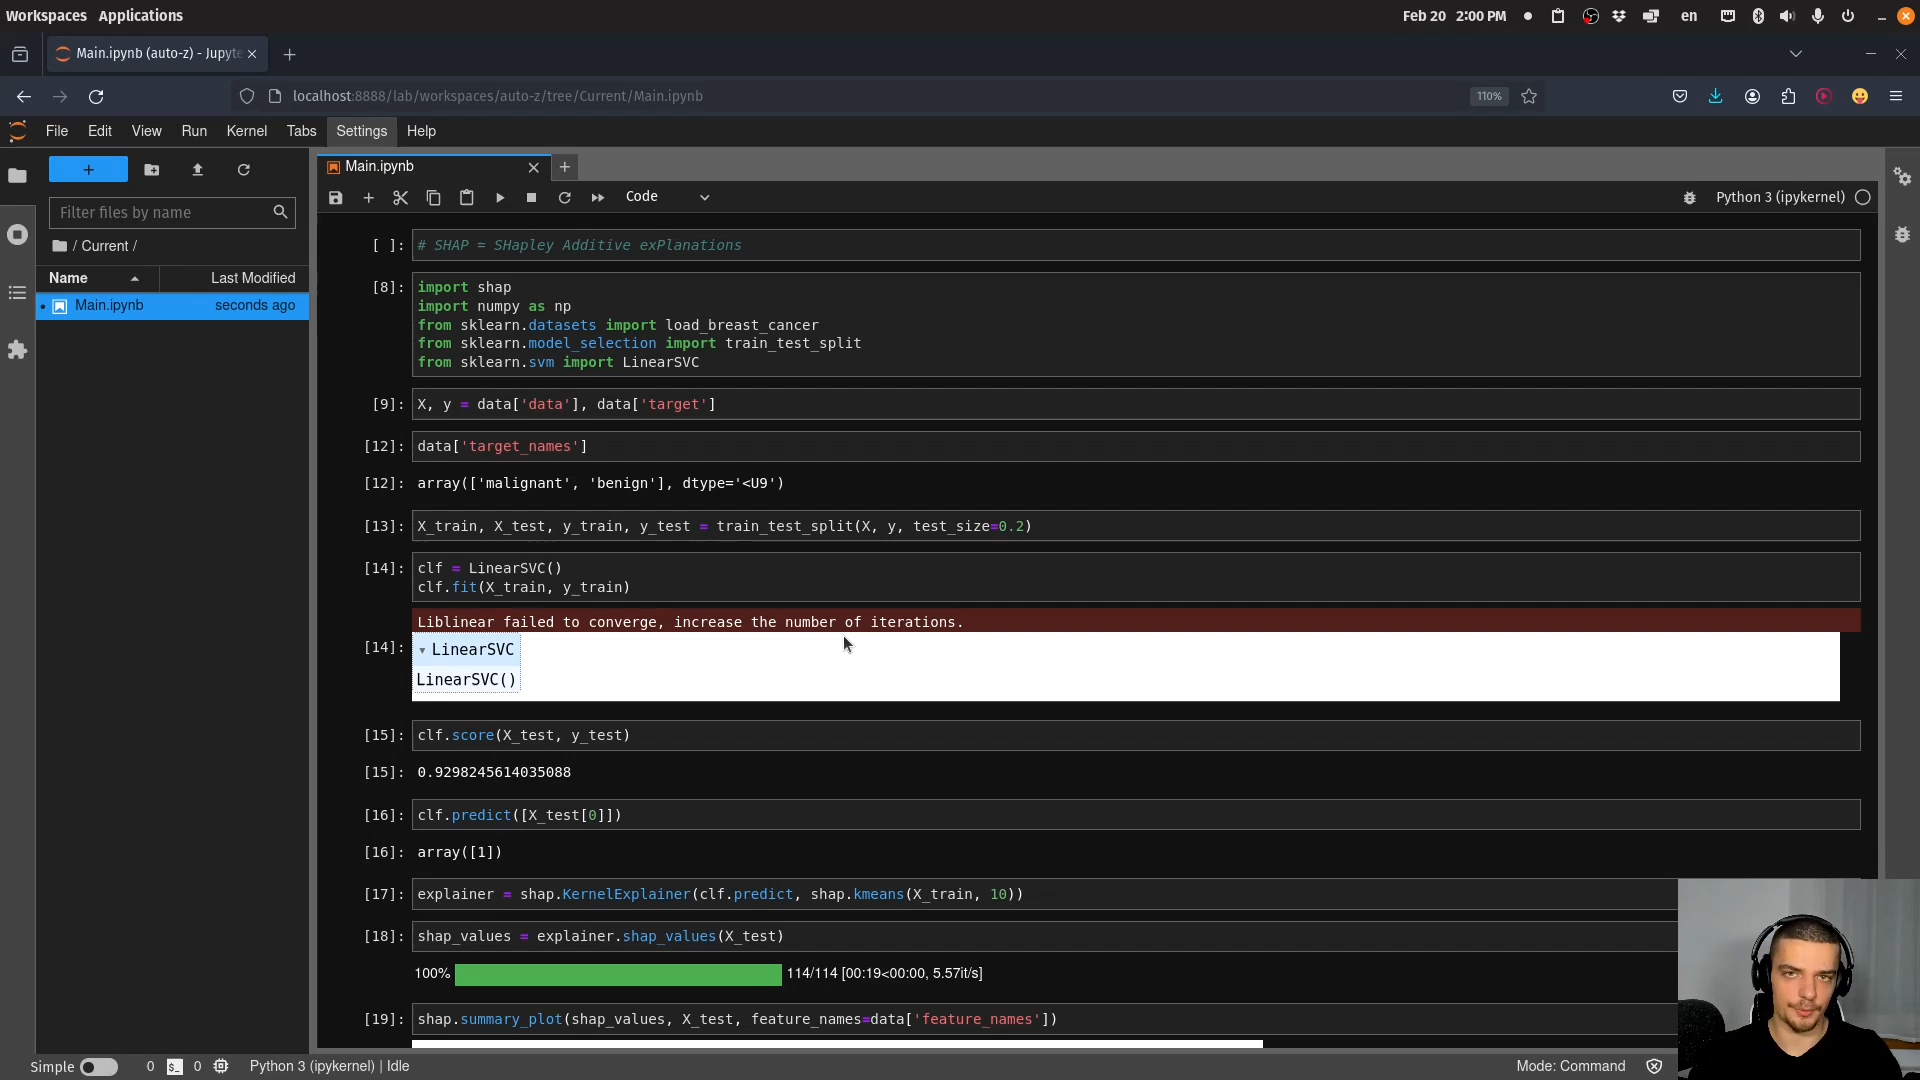 Workspaces Applications
Feb 20 2:00 PM
en
Main.ipynb (auto-z) - Jupyte
localhost:8888/lab/workspaces/auto-z/tree/Current/Main.ipynb
110%
File Edit View Run Kernel Tabs Settings Help
Main.ipynb
Code
Python 3 (ipykernel)
Filter files by name
/ Current /
Name Last Modified
Main.ipynb seconds ago
[ ]: # SHAP = SHapley Additive exPlanations
[8]: import shap
import numpy as np
from sklearn.datasets import load_breast_cancer
from sklearn.model_selection import train_test_split
from sklearn.svm import LinearSVC
[9]: X, y = data['data'], data['target']
[12]: data['target_names']
[12]: array(['malignant', 'benign'], dtype='<U9')
[13]: X_train, X_test, y_train, y_test = train_test_split(X, y, test_size=0.2)
[14]: clf = LinearSVC()
clf.fit(X_train, y_train)
Liblinear failed to converge, increase the number of iterations.
[14]: ▾ LinearSVC
LinearSVC()
[15]: clf.score(X_test, y_test)
[15]: 0.9298245614035088
[16]: clf.predict([X_test[0]])
[16]: array([1])
[17]: explainer = shap.KernelExplainer(clf.predict, shap.kmeans(X_train, 10))
[18]: shap_values = explainer.shap_values(X_test)
100% 114/114 [00:19<00:00, 5.57it/s]
[19]: shap.summary_plot(shap_values, X_test, feature_names=data['feature_names'])
Simple 0 0 Python 3 (ipykernel) | Idle
Mode: Command